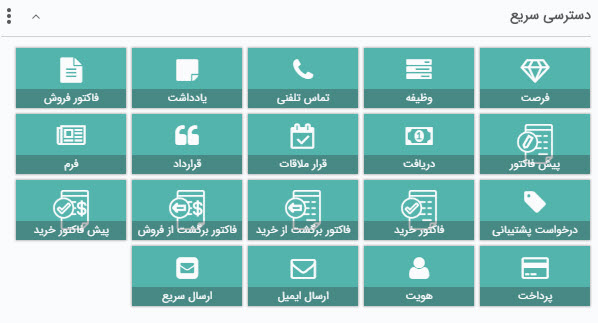 دسترسی سریع
فرصت
وظیفه
تماس تلفنی
یادداشت
فاکتور فروش
پیش فاکتور
دریافت
قرار ملاقات
قرارداد
فرم
درخواست پشتیبانی
فاکتور خرید
فاکتور برگشت از خرید
فاکتور برگشت از فروش
پیش فاکتور خرید
پرداخت
هویت
ارسال ایمیل
ارسال سریع